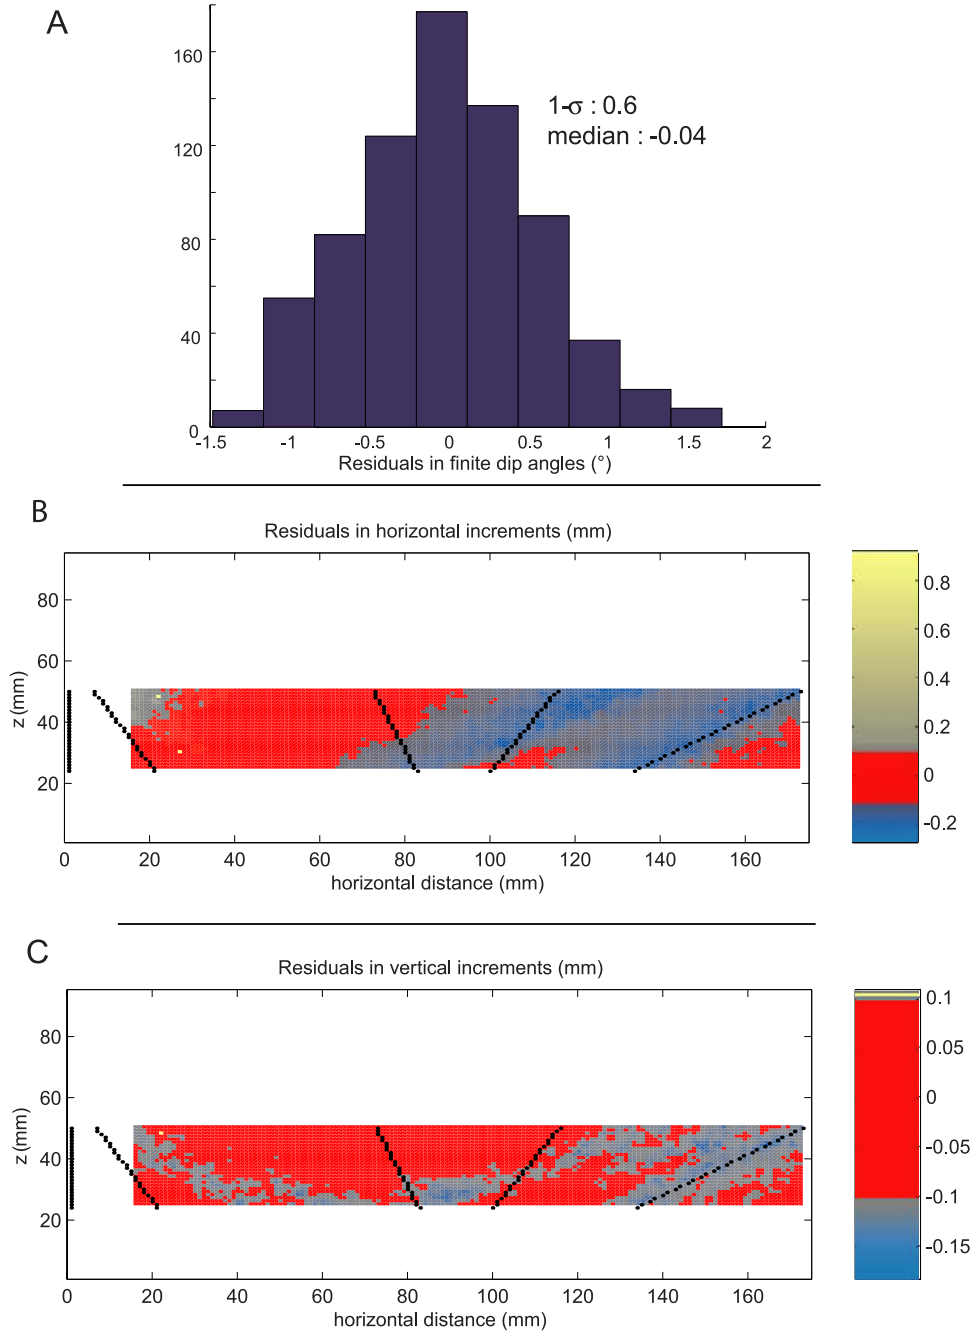 A
160
120
80
40
0
1-σ : 0.6
median : -0.04
-1.5 -1 -0.5 0 0.5 1 1.5 2
Residuals in finite dip angles (°)
B
Residuals in horizontal increments (mm)
80
60
40
20
z (mm)
0 20 40 60 80 100 120 140 160
horizontal distance (mm)
0.8
0.6
0.4
0.2
0
-0.2
C
Residuals in vertical increments (mm)
80
60
40
20
z (mm)
0 20 40 60 80 100 120 140 160
horizontal distance (mm)
0.1
0.05
0
-0.05
-0.1
-0.15